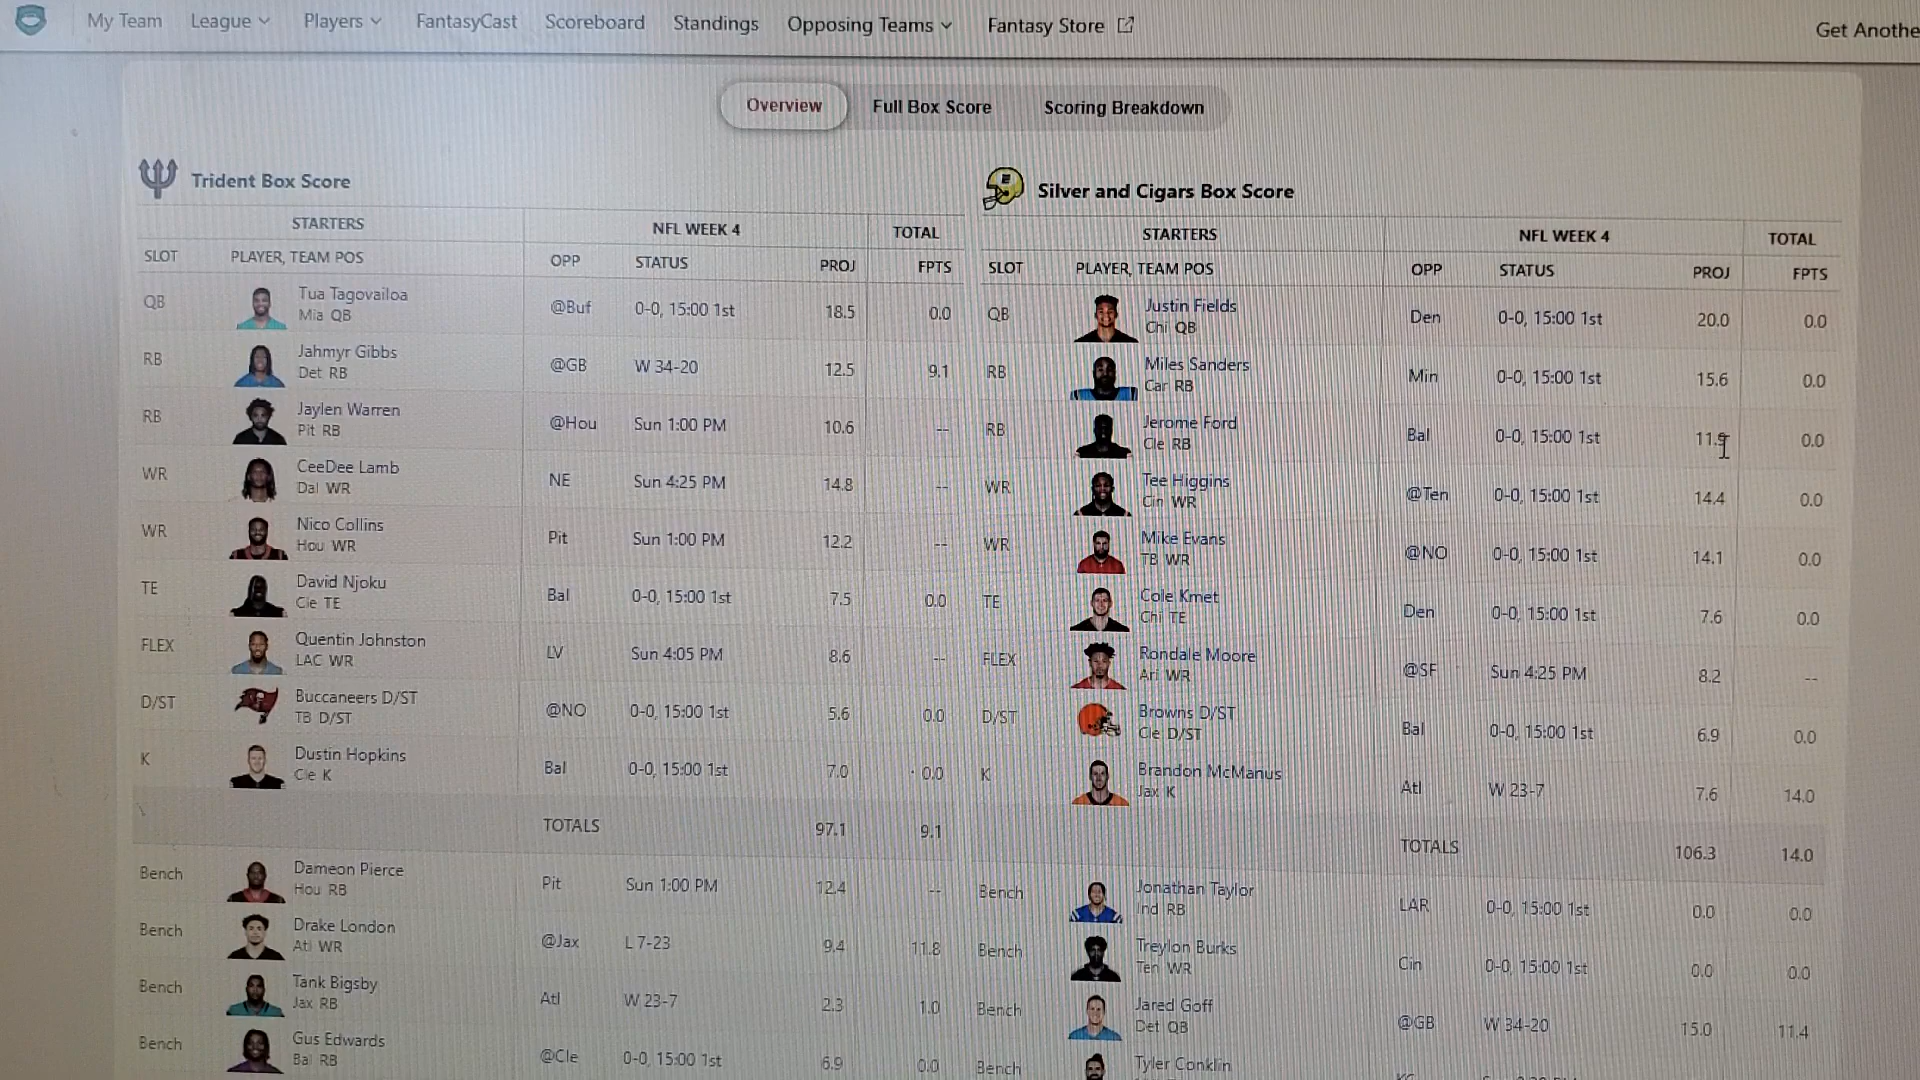 My Team League Players FantasyCast Scoreboard Standings Opposing Teams Fantasy Store Get Anothe
Overview Full Box Score Scoring Breakdown
Trident Box Score
STARTERS NFL WEEK 4 TOTAL
SLOT PLAYER, TEAM POS OPP STATUS PROJ FPTS
QB Tua Tagovailoa @Buf 0-0, 15:00 1st 18.5 0.0
Mia QB
RB Jahmyr Gibbs @GB W 34-20 12.5 9.1
Det RB
RB Jaylen Warren @Hou Sun 1:00 PM 10.6 --
Pit RB
WR CeeDee Lamb NE Sun 4:25 PM 14.8 --
Dal WR
WR Nico Collins Pit Sun 1:00 PM 12.2 --
Hou WR
TE David Njoku Bal 0-0, 15:00 1st 7.5 0.0
Cle TE
FLEX Quentin Johnston LV Sun 4:05 PM 8.6 --
LAC WR
D/ST Buccaneers D/ST @NO 0-0, 15:00 1st 5.6 0.0
TB D/ST
K Dustin Hopkins Bal 0-0, 15:00 1st 7.0 0.0
Cle K
TOTALS 97.1 9.1
Bench Dameon Pierce Pit Sun 1:00 PM 12.4 --
Hou RB
Bench Drake London @Jax L 7-23 9.4 11.8
Atl WR
Bench Tank Bigsby Atl W 23-7 2.3 1.0
Jax RB
Bench Gus Edwards @Cle 0-0, 15:00 1st 6.9 0.0
Bal RB
Silver and Cigars Box Score
STARTERS NFL WEEK 4 TOTAL
SLOT PLAYER, TEAM POS OPP STATUS PROJ FPTS
QB Justin Fields Den 0-0, 15:00 1st 20.0 0.0
Chi QB
RB Miles Sanders Min 0-0, 15:00 1st 15.6 0.0
Car RB
RB Jerome Ford Bal 0-0, 15:00 1st 0.0
Cle RB
WR Tee Higgins @Ten 0-0, 15:00 1st 14.4 0.0
Cin WR
WR Mike Evans @NO 0-0, 15:00 1st 14.1 0.0
TB WR
TE Cole Kmet Den 0-0, 15:00 1st 7.6 0.0
Chi TE
FLEX Rondale Moore @SF Sun 4:25 PM 8.2 --
Ari WR
D/ST Browns D/ST Bal 0-0, 15:00 1st 6.9 0.0
Cle D/ST
K Brandon McManus Atl W 23-7 7.6 14.0
Jax K
TOTALS 106.3 14.0
Bench Jonathan Taylor LAR 0-0, 15:00 1st 0.0 0.0
Ind RB
Bench Treylon Burks Cin 0-0, 15:00 1st 0.0 0.0
Ten WR
Bench Jared Goff @GB W 34-20 15.0 11.4
Det QB
Bench Tyler Conklin